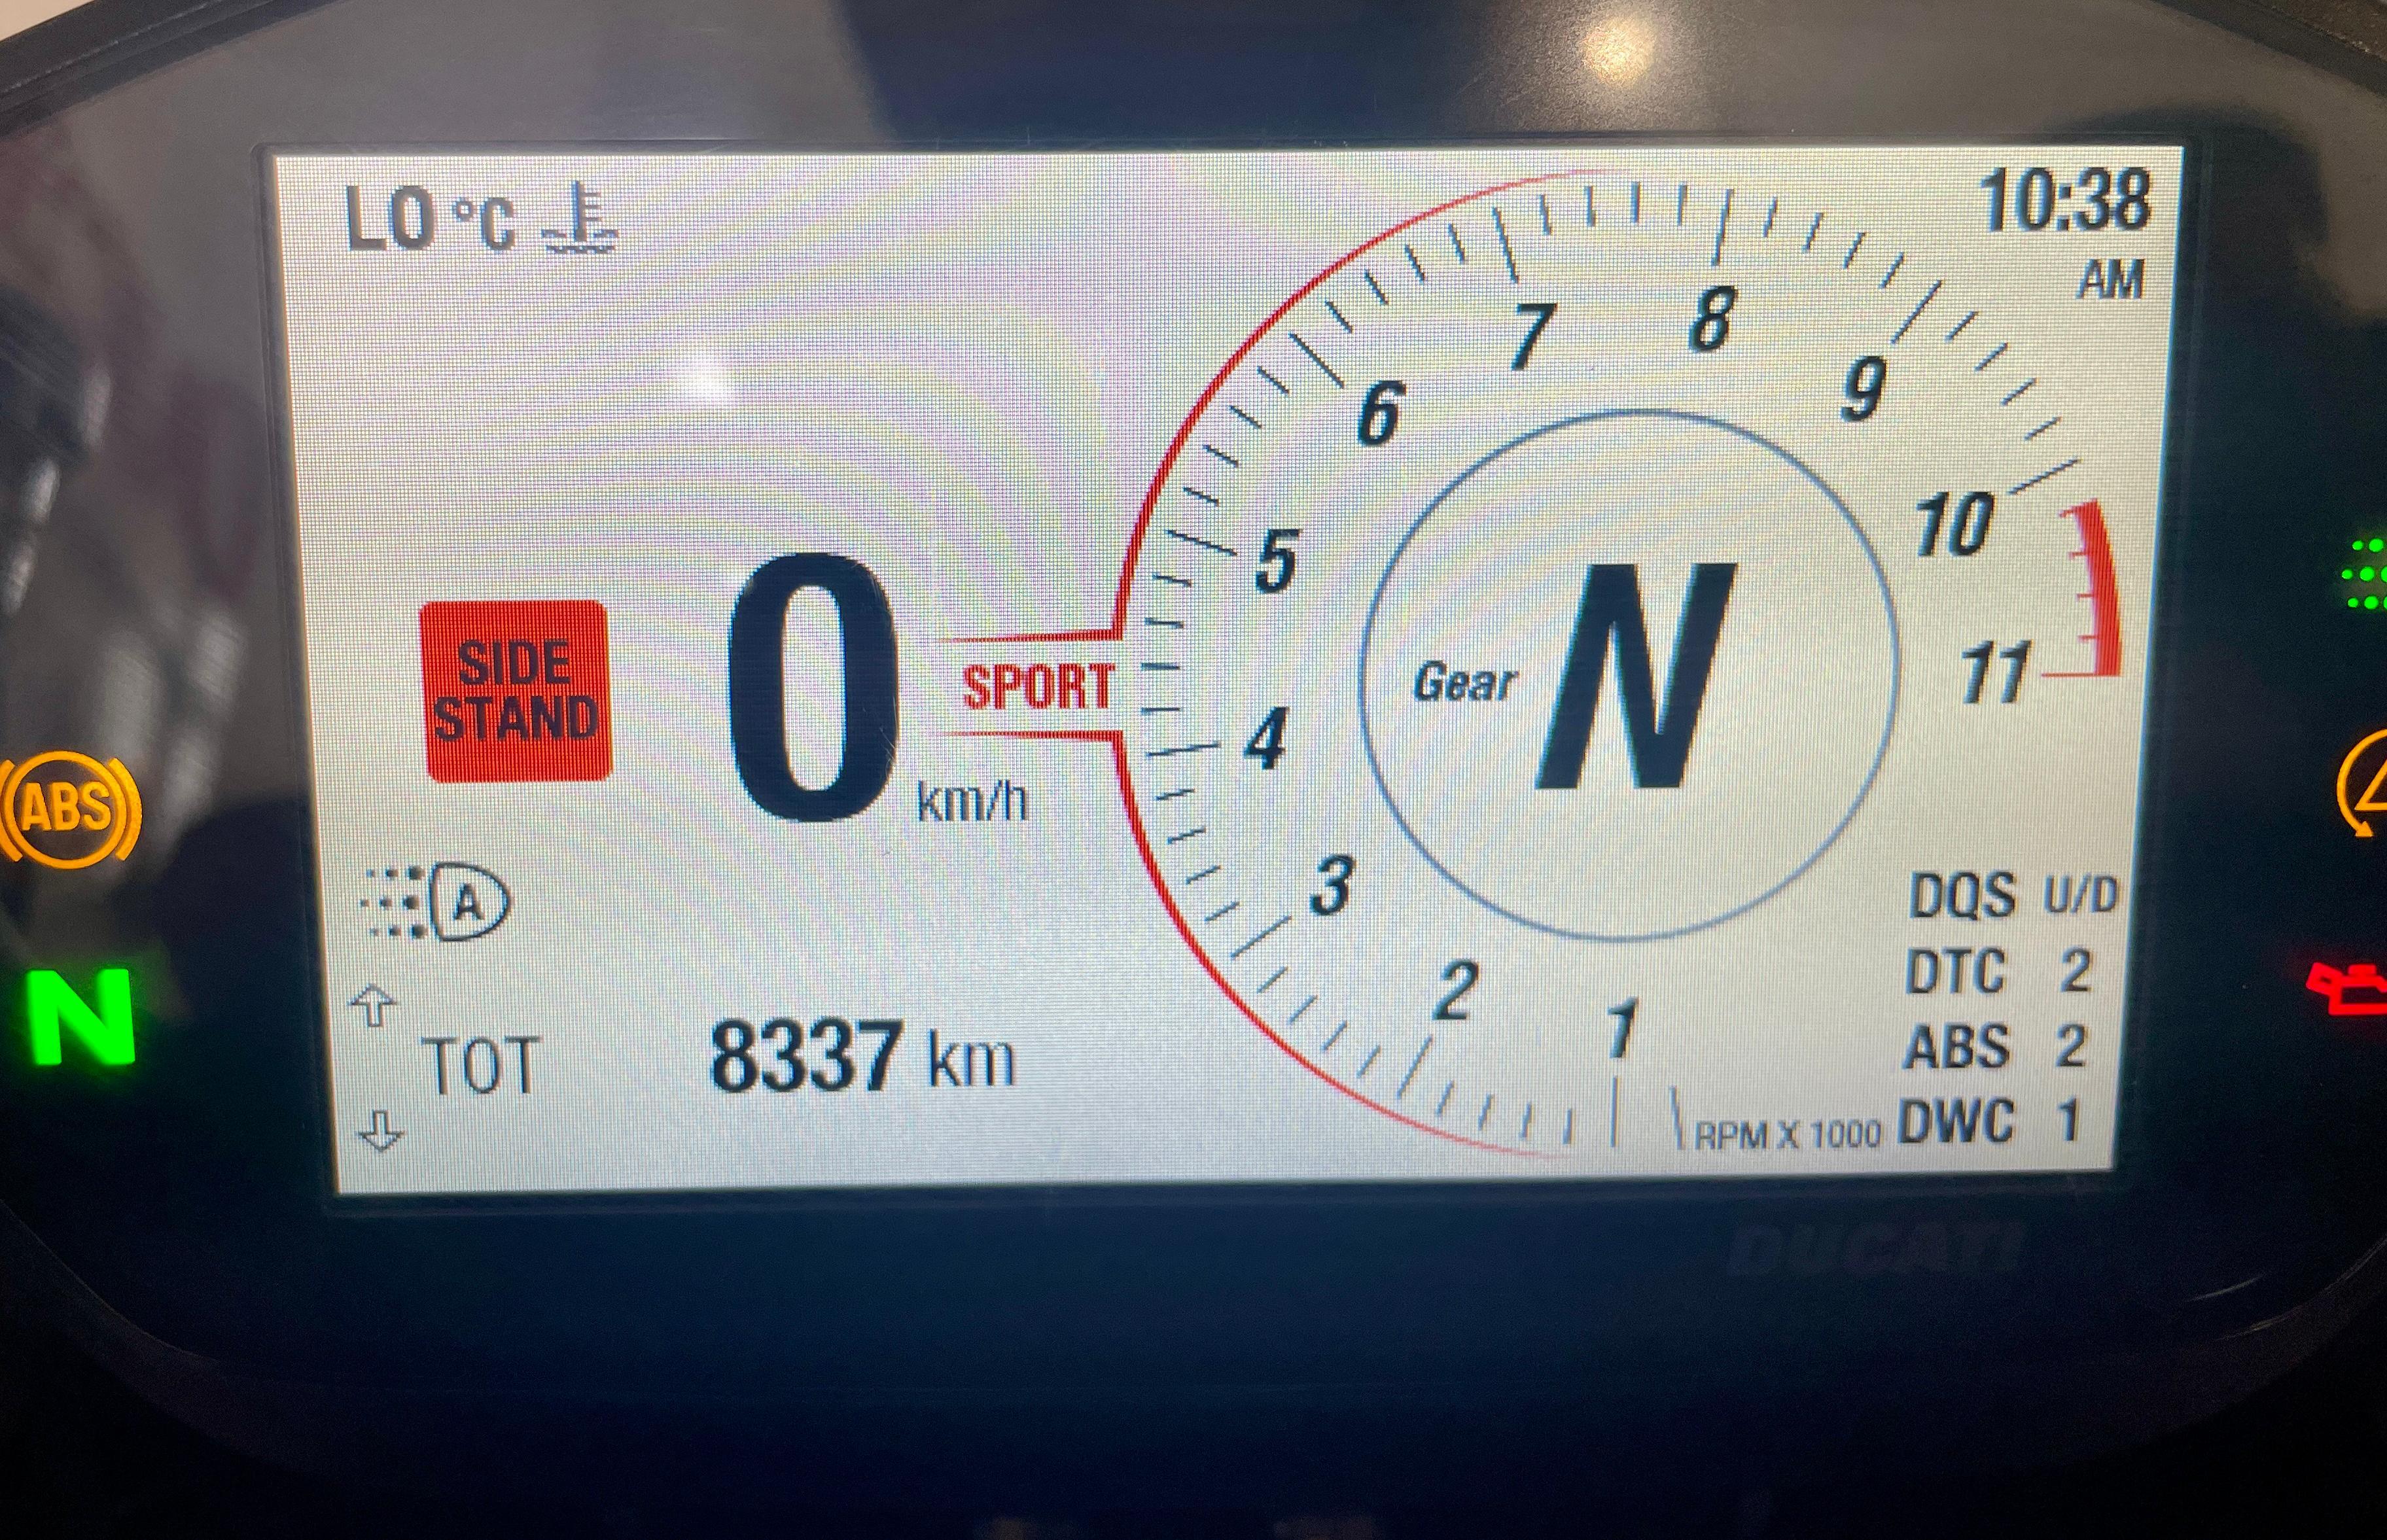 LO °C
10:38
AM
7
8
6
9
10
5
SIDE
STAND
0
SPORT
Gear
N
11
4
km/h
ABS
A
3
DQS U/D
2
DTC 2
N
1
ABS 2
TOT 8337 km
RPM X 1000
DWC 1
DUCATI